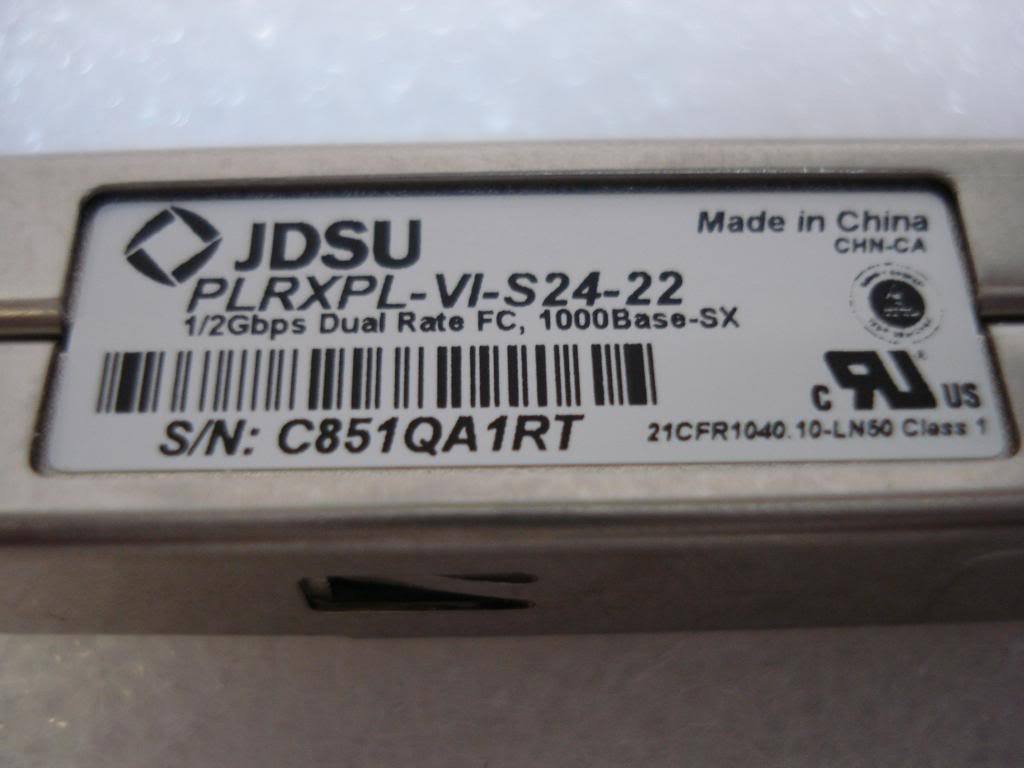 JDSU
Made in China
CHN-CA
PLRXPL-VI-S24-22
1/2Gbps Dual Rate FC, 1000Base-SX
C US
S/N: C851QA1RT
21CFR1040.10-LN50 Class 1